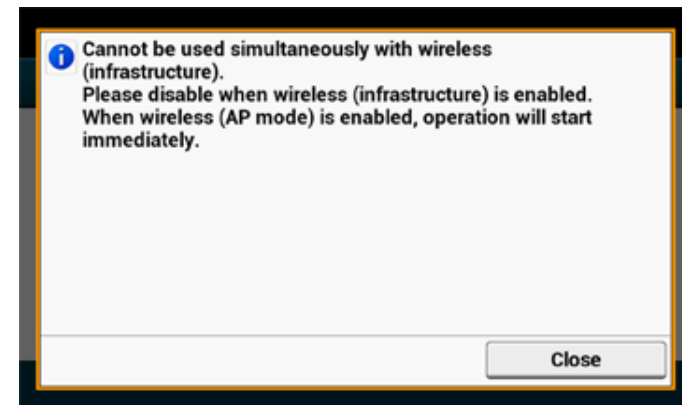 Cannot be used simultaneously with wireless
(infrastructure).
Please disable when wireless (infrastructure) is enabled.
When wireless (AP mode) is enabled, operation will start
immediately.
Close